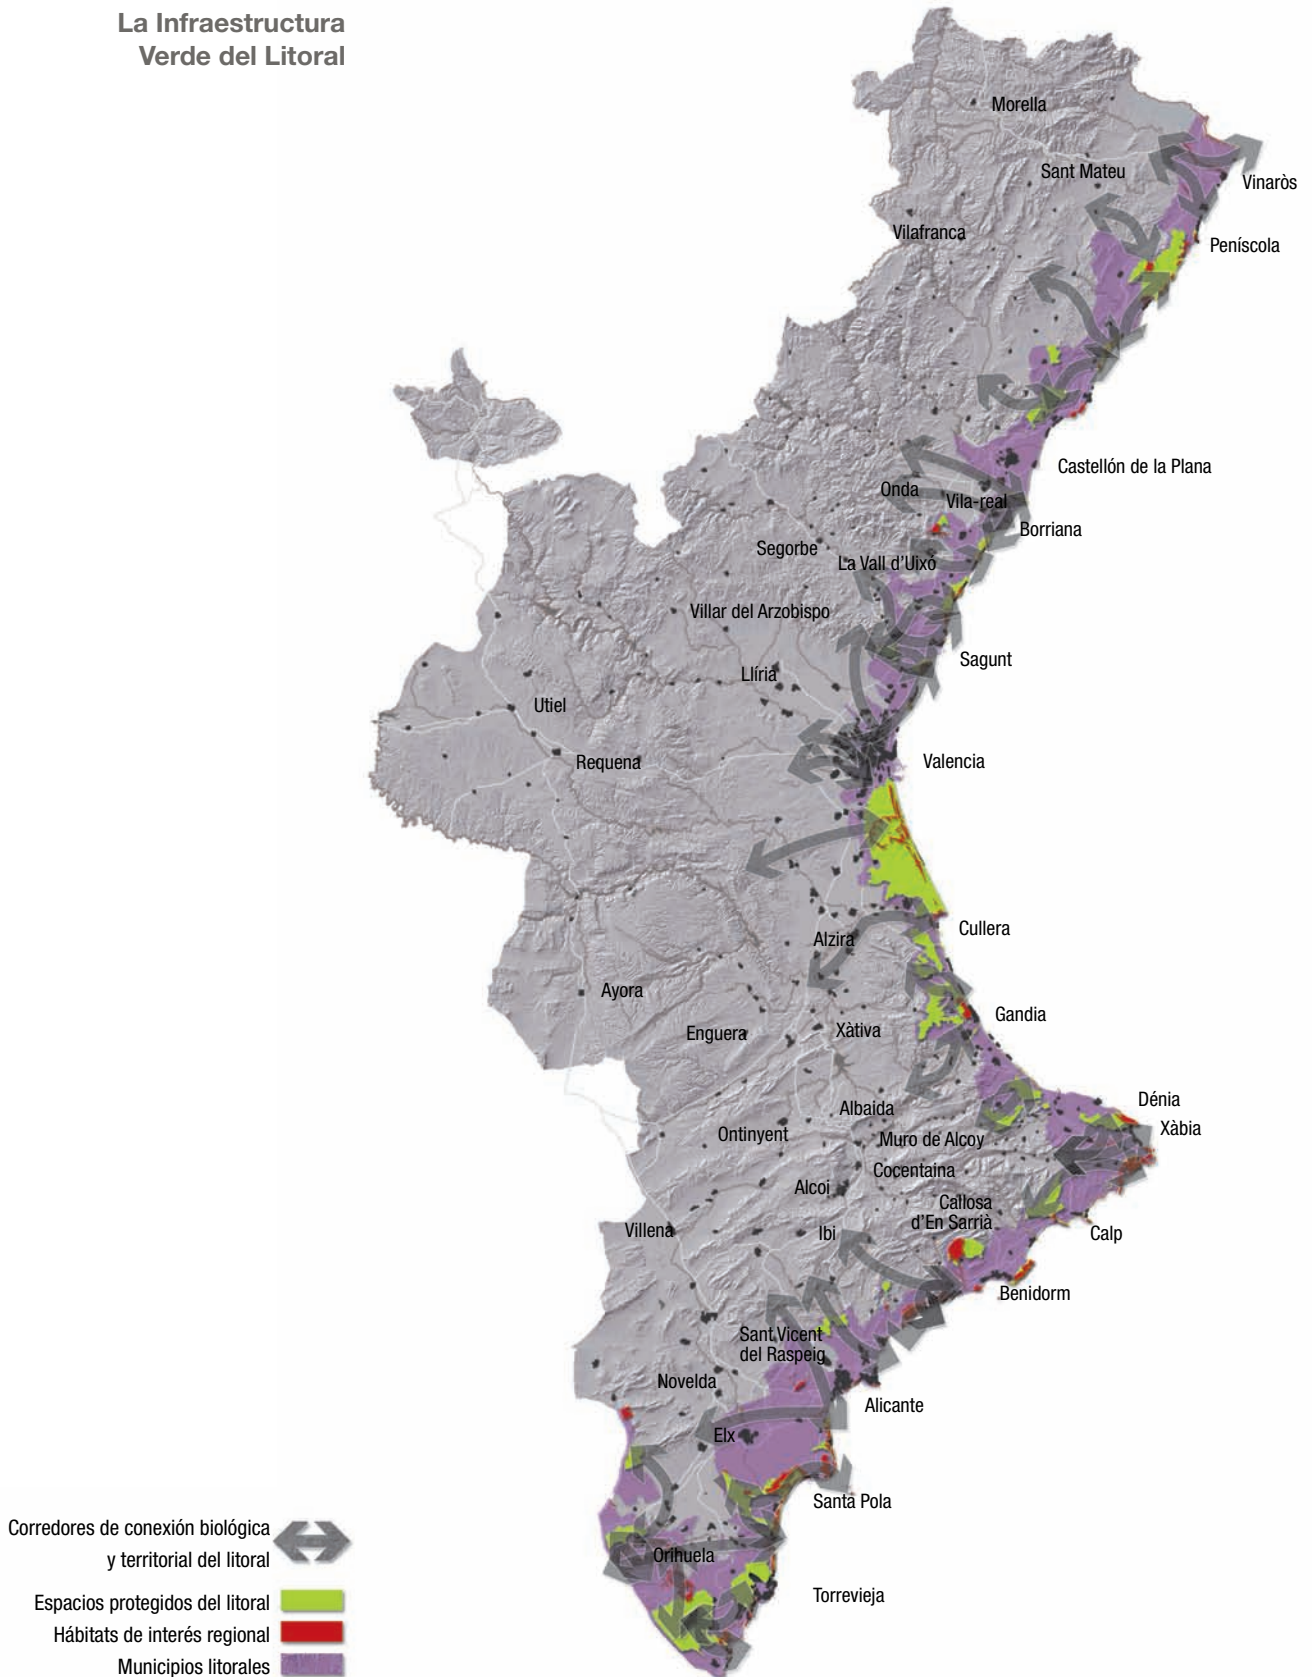 La Infraestructura
Verde del Litoral
Morella
Sant Mateu
Vinaròs
Vilafranca
Peníscola
Castellón de la Plana
Onda
Vila-real
Borriana
Segorbe
La Vall d'Uixó
Villar del Arzobispo
Sagunt
Llíria
Utiel
Requena
Valencia
Cullera
Alzira
Ayora
Gandia
Enguera
Xàtiva
Dénia
Albaida
Xàbia
Ontinyent
Muro de Alcoy
Cocentaina
Alcoi
Callosa
d'En Sarrià
Villena
Ibi
Calp
Benidorm
Sant Vicent
del Raspeig
Novelda
Alicante
Elx
Santa Pola
Orihuela
Torrevieja
Corredores de conexión biológica
y territorial del litoral
Espacios protegidos del litoral
Hábitats de interés regional
Municipios litorales